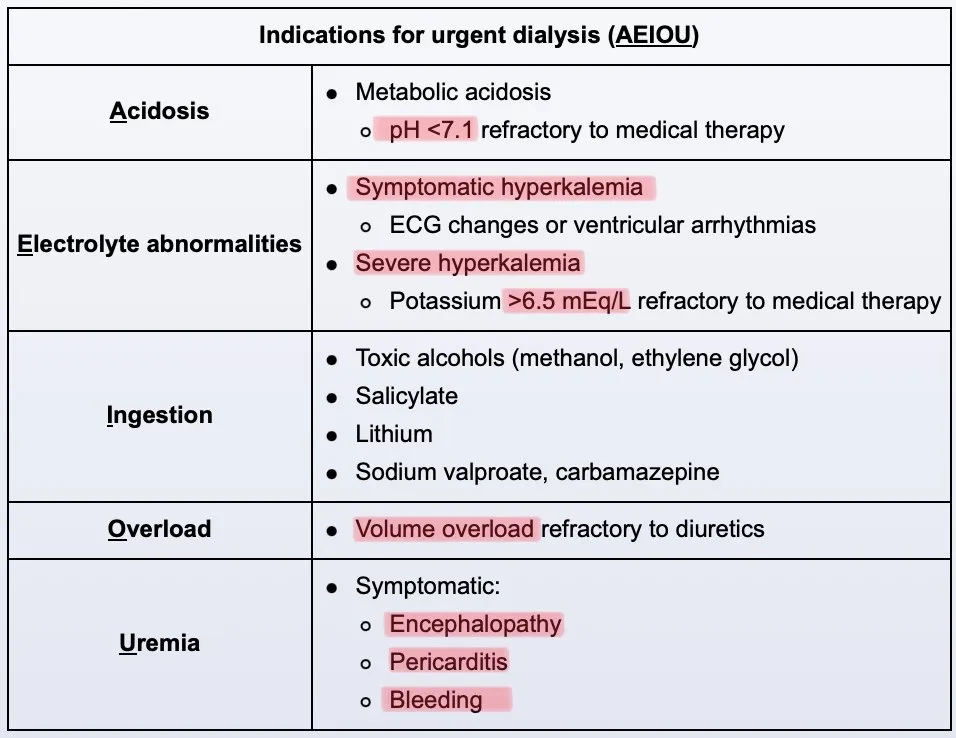 Indications for urgent dialysis (AEIOU)
Acidosis
● Metabolic acidosis
○ pH <7.1 refractory to medical therapy
Electrolyte abnormalities
● Symptomatic hyperkalemia
○ ECG changes or ventricular arrhythmias
● Severe hyperkalemia
○ Potassium >6.5 mEq/L refractory to medical therapy
Ingestion
● Toxic alcohols (methanol, ethylene glycol)
● Salicylate
● Lithium
● Sodium valproate, carbamazepine
Overload
● Volume overload refractory to diuretics
Uremia
● Symptomatic:
○ Encephalopathy
○ Pericarditis
○ Bleeding